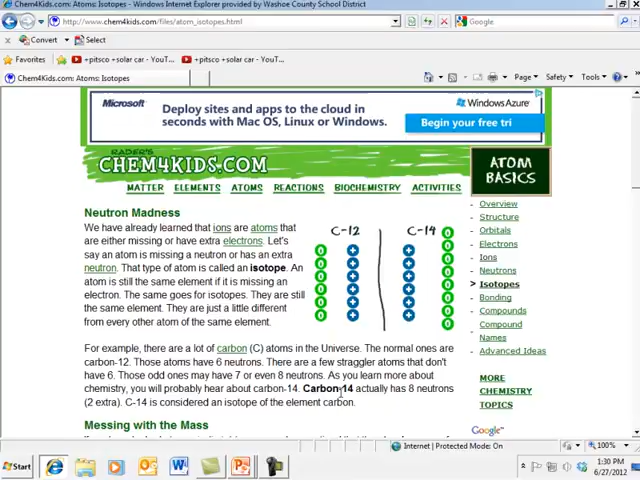 Chem4Kids.com: Atoms: Isotopes - Windows Internet Explorer provided by Washoe County School District
http://www.chem4kids.com/files/atom_isotopes.html
Google
Convert
Select
Favorites
+pitsco +solar car - YouT...
+pitsco +solar car - YouT...
Chem4Kids.com: Atoms: Isotopes
Page
Safety
Tools
Microsoft
Deploy sites and apps to the cloud in
seconds with Mac OS, Linux or Windows.
Windows Azure
Begin your free tri
RADER'S
CHEM4KIDS.COM
ATOM
BASICS
MATTER
ELEMENTS
ATOMS
REACTIONS
BIOCHEMISTRY
ACTIVITIES
Neutron Madness
We have already learned that ions are atoms that
are either missing or have extra electrons. Let's
say an atom is missing a neutron or has an extra
neutron. That type of atom is called an isotope. An
atom is still the same element if it is missing an
electron. The same goes for isotopes. They are still
the same element. They are just a little different
from every other atom of the same element.
C-12
C-14
For example, there are a lot of carbon (C) atoms in the Universe. The normal ones are
carbon-12. Those atoms have 6 neutrons. There are a few straggler atoms that don't
have 6. Those odd ones may have 7 or even 8 neutrons. As you learn more about
chemistry, you will probably hear about carbon-14. Carbon-14 actually has 8 neutrons
(2 extra). C-14 is considered an isotope of the element carbon.
Messing with the Mass
Overview
Structure
Orbitals
Electrons
Ions
Neutrons
Isotopes
Bonding
Compounds
Compound
Names
Advanced Ideas
MORE
CHEMISTRY
TOPICS
Google
Internet | Protected Mode: On
100%
Start
1:30 PM
6/27/2012